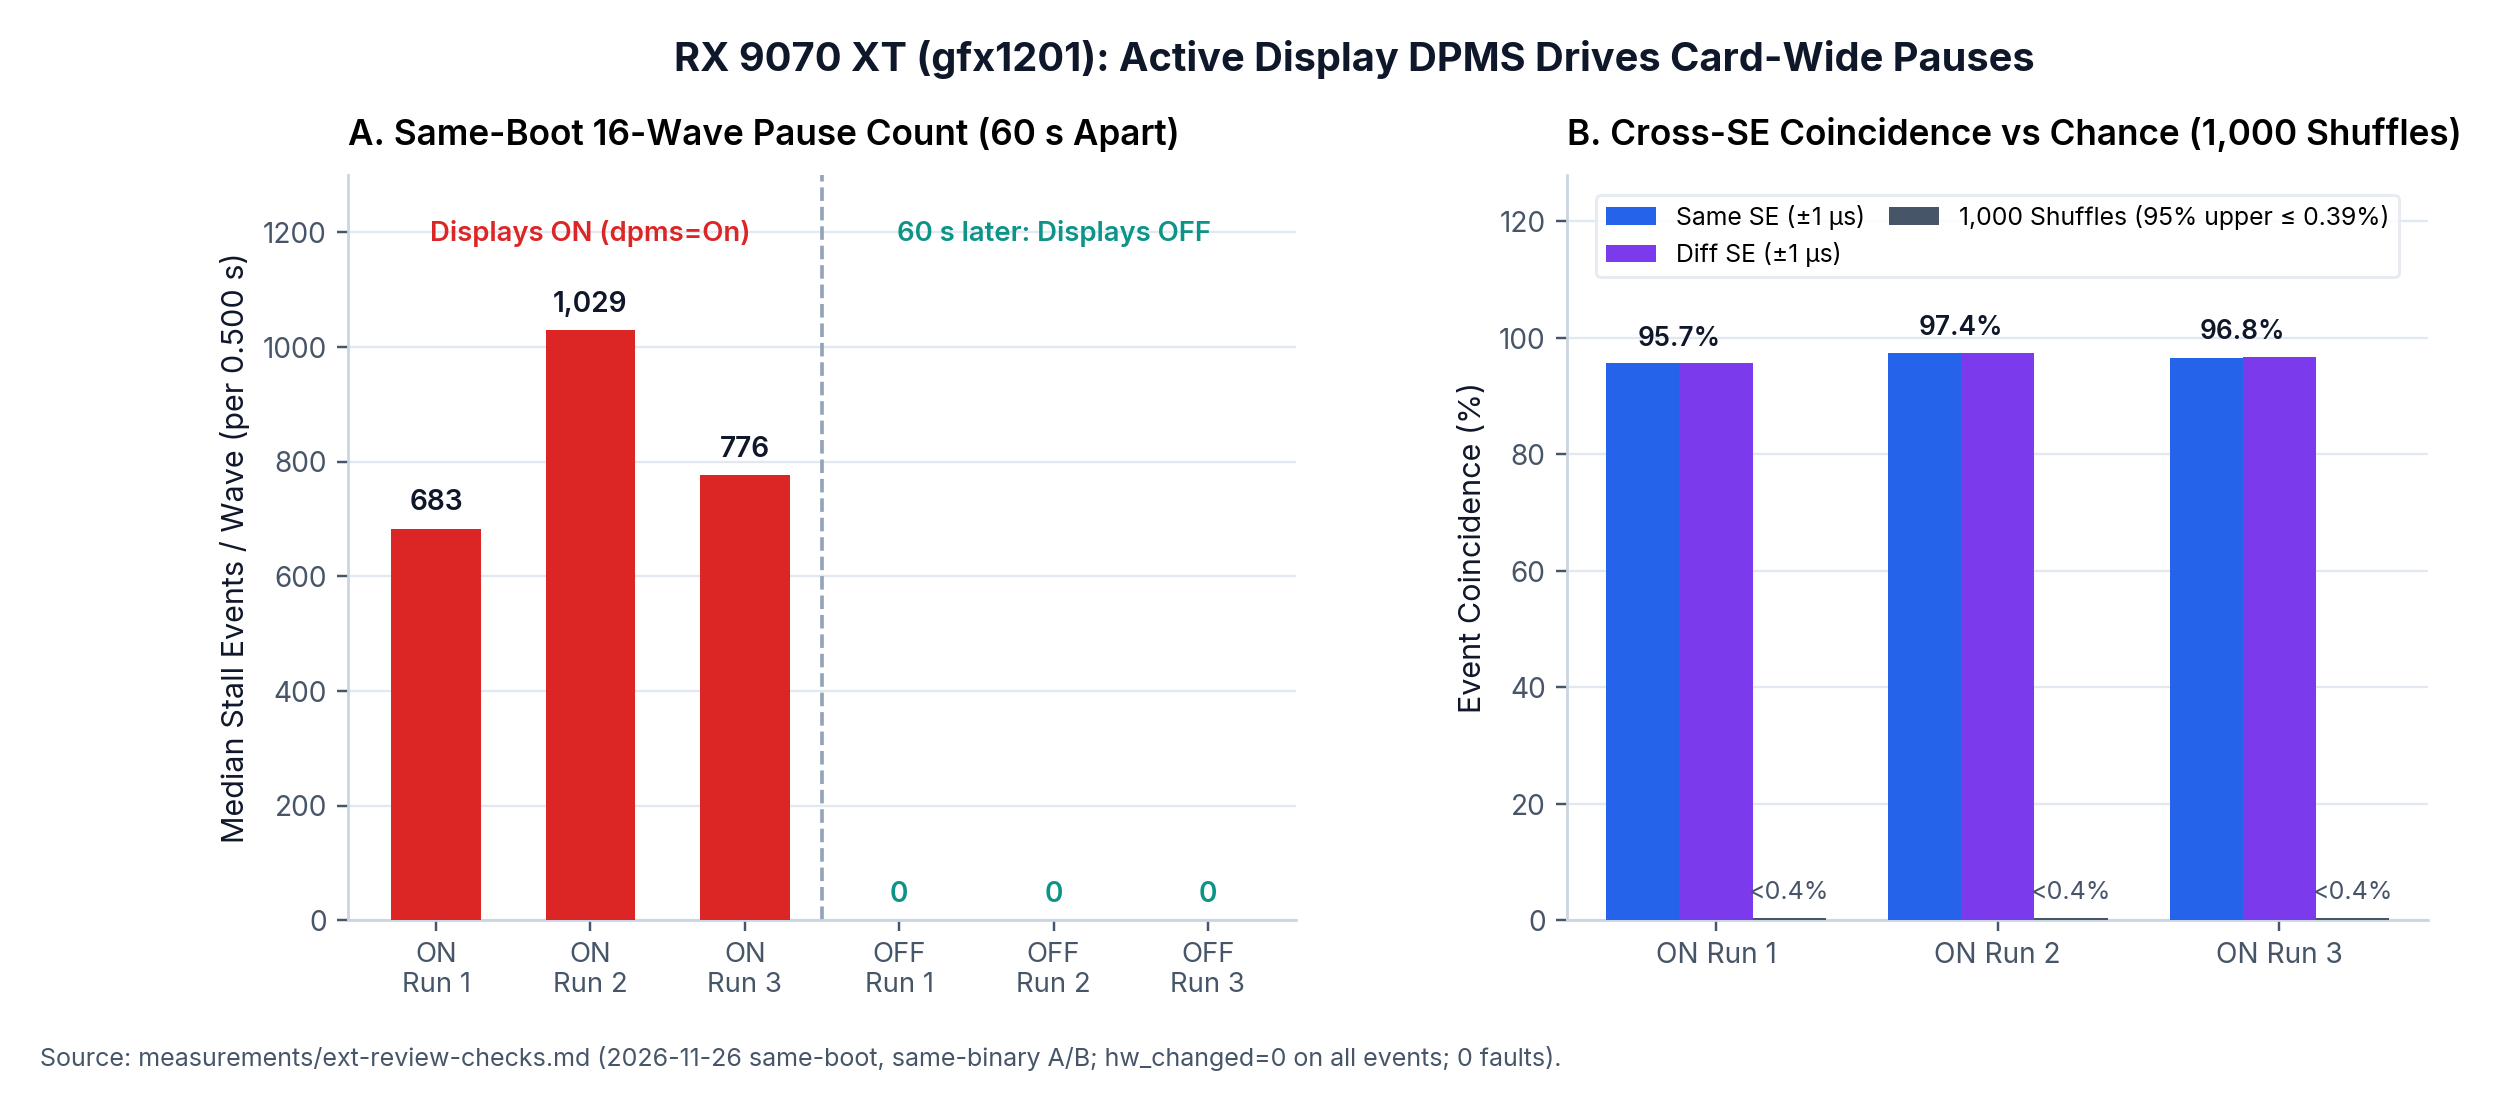 RX 9070 XT (gfx1201): Active Display DPMS Drives Card-Wide Pauses
A. Same-Boot 16-Wave Pause Count (60 s Apart)
Median Stall Events / Wave (per 0.500 s)
1200
1000
800
600
400
200
0
Displays ON (dpms=On)
60 s later: Displays OFF
683
1,029
776
0
0
0
ON
Run 1
ON
Run 2
ON
Run 3
OFF
Run 1
OFF
Run 2
OFF
Run 3
B. Cross-SE Coincidence vs Chance (1,000 Shuffles)
Event Coincidence (%)
120
100
80
60
40
20
0
Same SE (±1 µs)
Diff SE (±1 µs)
1,000 Shuffles (95% upper ≤ 0.39%)
95.7%
97.4%
96.8%
<0.4%
<0.4%
<0.4%
ON Run 1
ON Run 2
ON Run 3
Source: measurements/ext-review-checks.md (2026-11-26 same-boot, same-binary A/B; hw_changed=0 on all events; 0 faults).